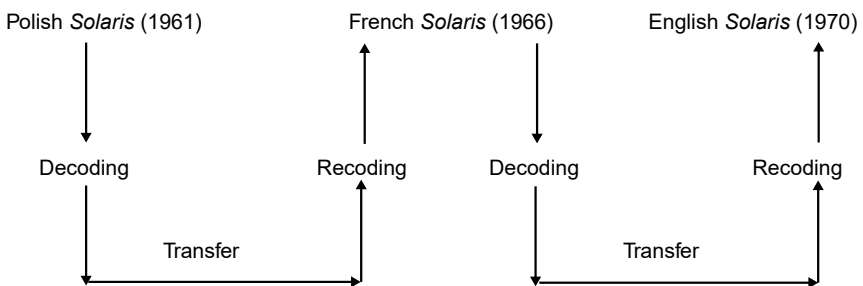 Polish Solaris (1961) French Solaris (1966) English Solaris (1970)
Decoding Recoding Decoding Recoding
Transfer Transfer